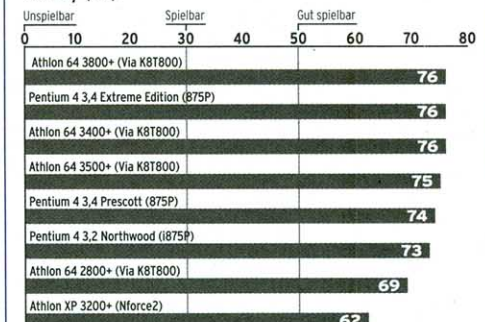 Unspielbar Spielbar Gut spielbar
0 10 20 30 40 50 60 70 80
Athlon 64 3800+ (Via K8T800)
76
Pentium 4 3,4 Extreme Edition (875P)
76
Athlon 64 3400+ (Via K8T800)
76
Athlon 64 3500+ (Via K8T800)
75
Pentium 4 3,4 Prescott (875P)
74
Pentium 4 3,2 Northwood (i875P)
73
Athlon 64 2800+ (Via K8T800)
69
Athlon XP 3200+ (Nforce2)
62